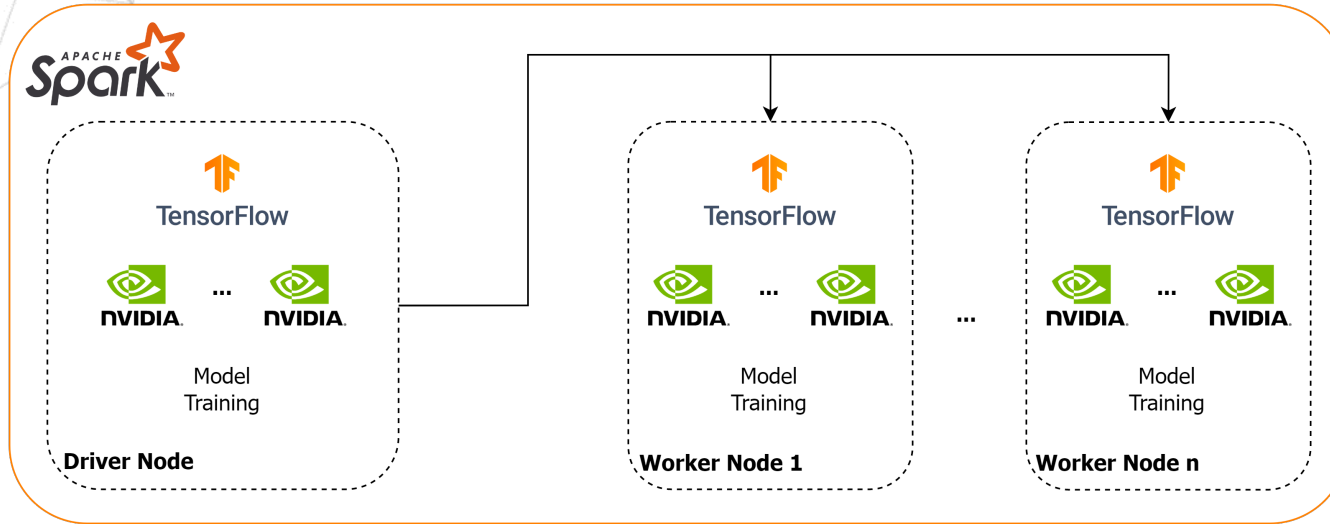 APACHE
Spark™
TensorFlow
NVIDIA. ... NVIDIA.
Model
Training
Driver Node
TensorFlow
NVIDIA. ... NVIDIA.
Model
Training
Worker Node 1
...
TensorFlow
NVIDIA. ... NVIDIA.
Model
Training
Worker Node n